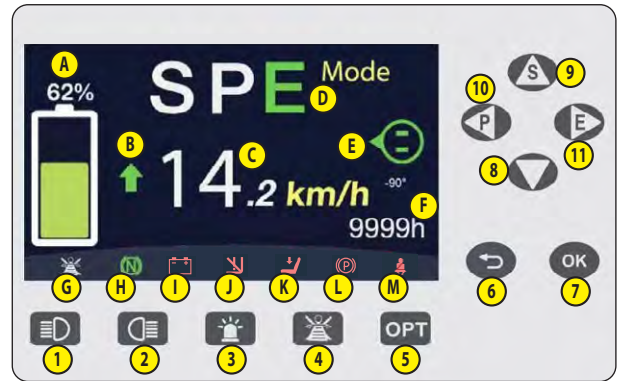 A
62%
SPE Mode
D
B
C
E
14.2 km/h
-90°
F
9999h
N
P
G H I J K L M
OPT
1 2 3 4 5
S
9
10
P
E
11
8
OK
6
7